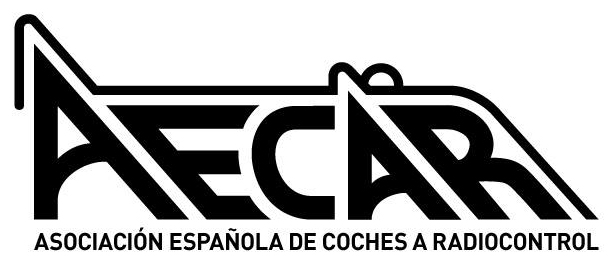 AECAR
ASOCIACIÓN ESPAÑOLA DE COCHES A RADIOCONTROL